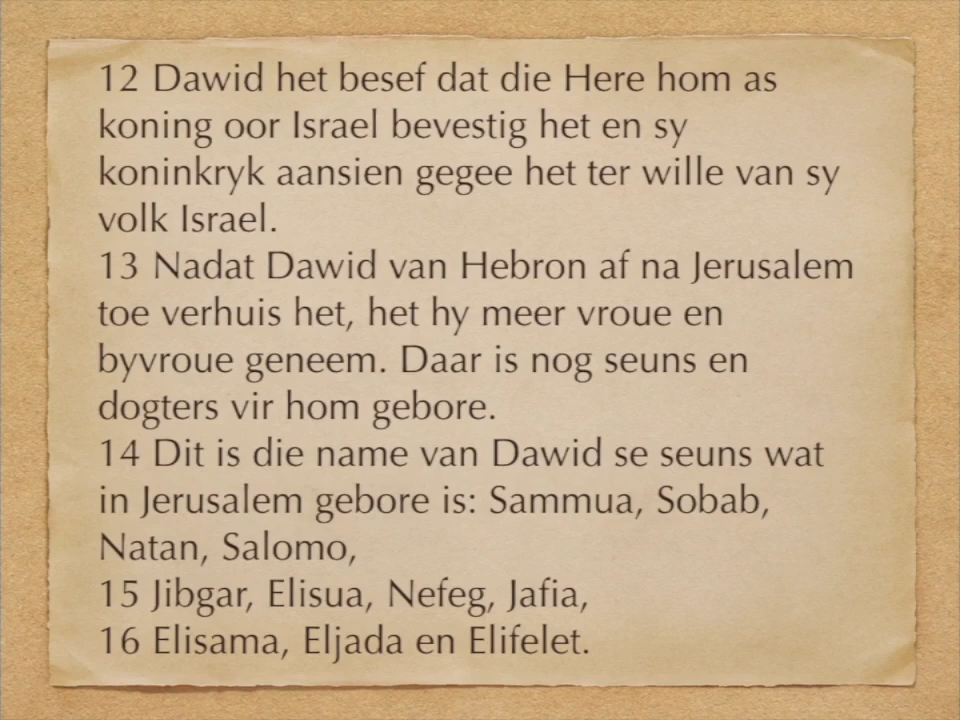 12 Dawid het besef dat die Here hom as
koning oor Israel bevestig het en sy
koninkryk aansien gegee het ter wille van sy
volk Israel.
13 Nadat Dawid van Hebron af na Jerusalem
toe verhuis het, het hy meer vroue en
byvroue geneem. Daar is nog seuns en
dogters vir hom gebore.
14 Dit is die name van Dawid se seuns wat
in Jerusalem gebore is: Sammua, Sobab,
Natan, Salomo,
15 Jibgar, Elisua, Nefeg, Jafia,
16 Elisama, Eljada en Elifelet.